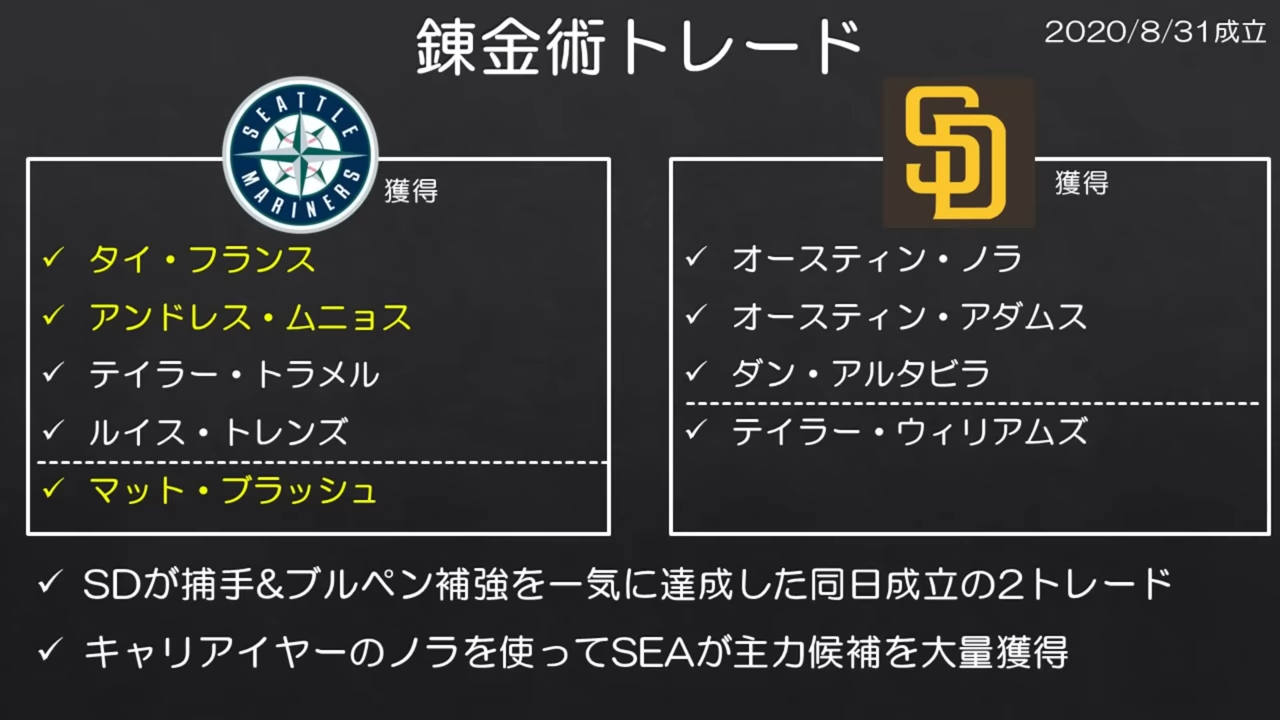 錬金術トレード
2020/8/31成立
SEATTLE
MARINERS
獲得
✓ タイ・フランス
✓ アンドレス・ムニョス
✓ テイラー・トラメル
✓ ルイス・トレンズ
✓ マット・ブラッシュ
SD
獲得
✓ オースティン・ノラ
✓ オースティン・アダムス
✓ ダン・アルタビラ
✓ テイラー・ウィリアムズ
✓ SDが捕手&ブルペン補強を一気に達成した同日成立の2トレード
✓ キャリアイヤーのノラを使ってSEAが主力候補を大量獲得